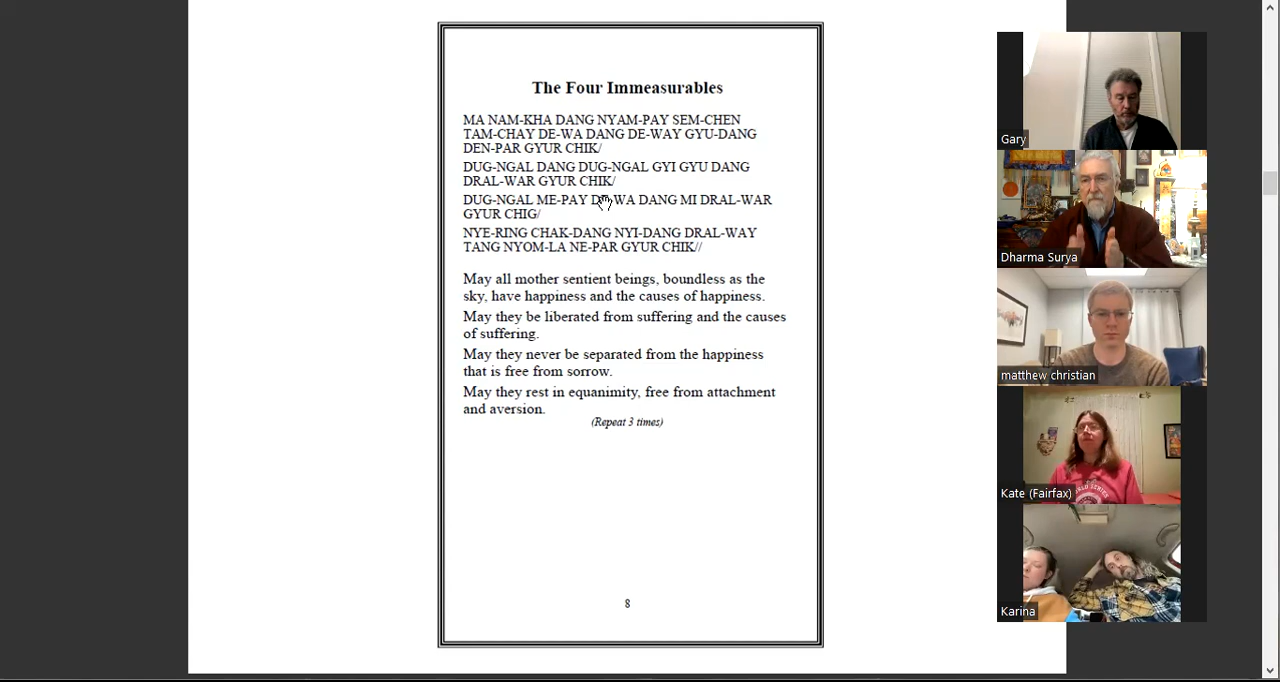 The Four Immeasurables
MA NAM-KHA DANG NYAM-PAY SEM-CHEN
TAM-CHAY DE-WA DANG DE-WAY GYU-DANG
DEN-PAR GYUR CHIK/
DUG-NGAL DANG DUG-NGAL GYI GYU DANG
DRAL-WAR GYUR CHIK/
DUG-NGAL ME-PAY DE-WA DANG MI DRAL-WAR
GYUR CHIG/
NYE-RING CHAK-DANG NYI-DANG DRAL-WAY
TANG NYOM-LA NE-PAR GYUR CHIK//
May all mother sentient beings, boundless as the
sky, have happiness and the causes of happiness.
May they be liberated from suffering and the causes
of suffering.
May they never be separated from the happiness
that is free from sorrow.
May they rest in equanimity, free from attachment
and aversion.
(Repeat 3 times)
8
Gary
Dharma Surya
matthew christian
Kate (Fairfax)
Karina